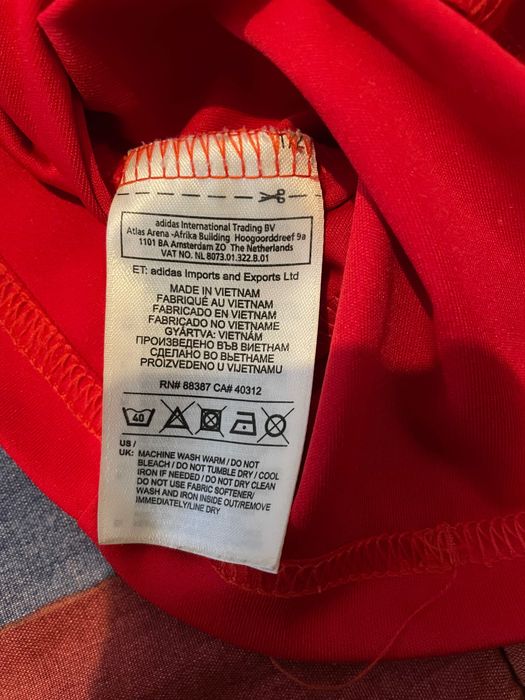 adidas International Trading BV
Atlas Arena -Afrika Building Hoogoorddreef 9a
1101 BA Amsterdam ZO The Netherlands
VAT NO. NL 8073.01.322.B.01
ET: adidas Imports and Exports Ltd
MADE IN VIETNAM
FABRIQUÉ AU VIETNAM
FABRICADO EN VIETNAM
FABRICADO NO VIETNAME
GYÁRTVA: VIETNÁM
ПРОИЗВЕДЕНО ВЪВ ВИЕТНАМ
СДЕЛАНО ВО ВЬЕТНАМЕ
PROIZVEDENO U VIJETNAMU
RN# 88387 CA# 40312
40
US /
UK: MACHINE WASH WARM / DO NOT
BLEACH / DO NOT TUMBLE DRY / COOL
IRON IF NEEDED / DO NOT DRY CLEAN
DO NOT USE FABRIC SOFTENER/
WASH AND IRON INSIDE OUT/REMOVE
IMMEDIATELY/LINE DRY